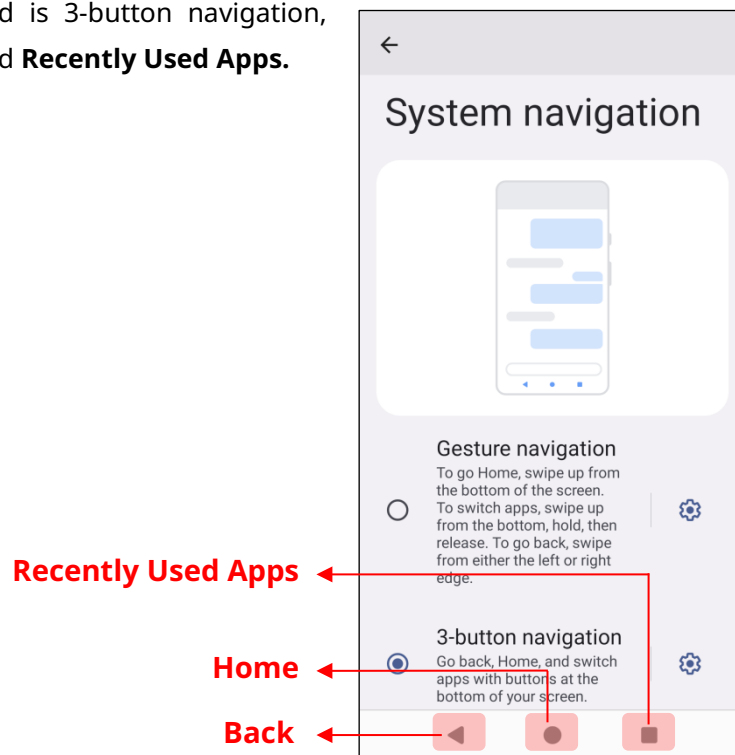 is 3-button navigation,
Recently Used Apps.
System navigation
Gesture navigation
To go Home, swipe up from
the bottom of the screen.
To switch apps, swipe up
from the bottom, hold, then
release. To go back, swipe
from either the left or right
edge.
Recently Used Apps
3-button navigation
Go back, Home, and switch
apps with buttons at the
bottom of your screen.
Home
Back